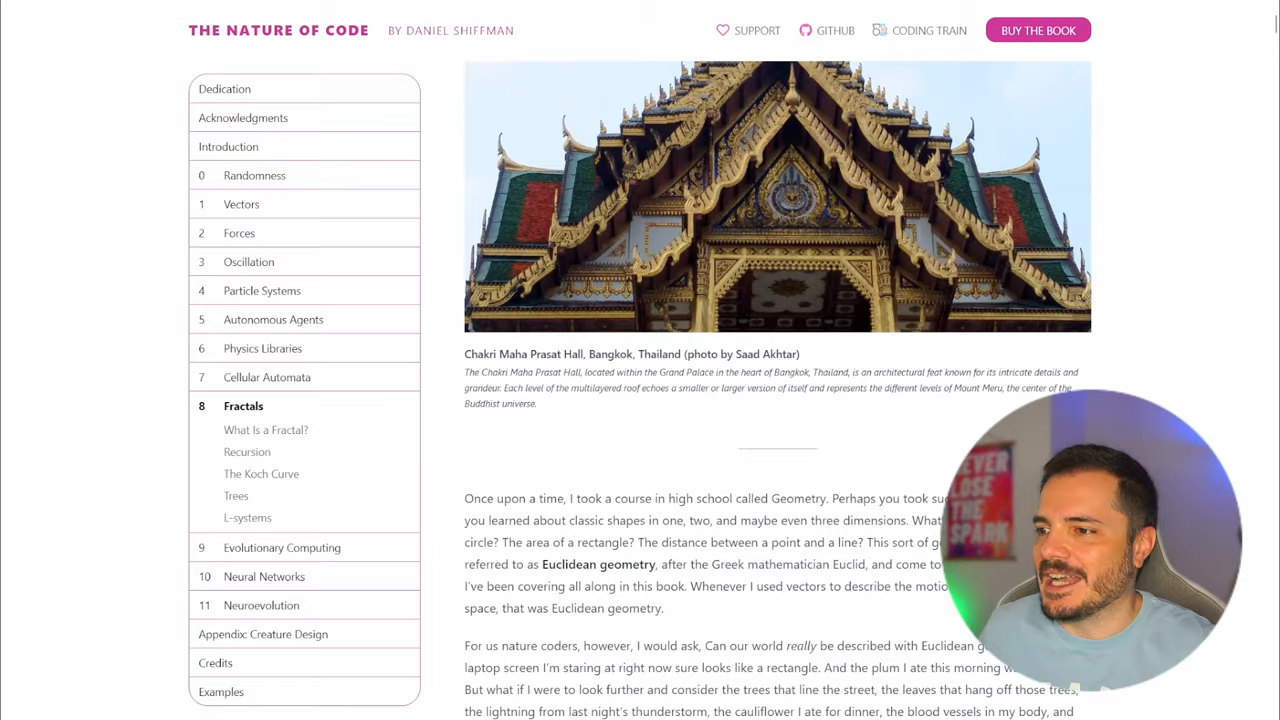 THE NATURE OF CODE BY DANIEL SHIFFMAN
SUPPORT
GITHUB
CODING TRAIN
BUY THE BOOK
Dedication
Acknowledgments
Introduction
0 Randomness
1 Vectors
2 Forces
3 Oscillation
4 Particle Systems
5 Autonomous Agents
6 Physics Libraries
7 Cellular Automata
8 Fractals
What Is a Fractal?
Recursion
The Koch Curve
Trees
L-systems
9 Evolutionary Computing
10 Neural Networks
11 Neuroevolution
Appendix: Creature Design
Credits
Examples
Chakri Maha Prasat Hall, Bangkok, Thailand (photo by Saad Akhtar)
The Chakri Maha Prasat Hall, located within the Grand Palace in the heart of Bangkok, Thailand, is an architectural feat known for its intricate details and
grandeur. Each level of the multilayered roof echoes a smaller or larger version of itself and represents the different levels of Mount Meru, the center of the
Buddhist universe.
Once upon a time, I took a course in high school called Geometry. Perhaps you took
you learned about classic shapes in one, two, and maybe even three dimensions.
circle? The area of a rectangle? The distance between a point and a line? This sort of
referred to as Euclidean geometry, after the Greek mathematician Euclid, and come to
I've been covering all along in this book. Whenever I used vectors to describe the
space, that was Euclidean geometry.
For us nature coders, however, I would ask, Can our world really be described with Euclidean
laptop screen I'm staring at right now sure looks like a rectangle. And the plum I ate this morning
But what if I were to look further and consider the trees that line the street, the leaves that hang off those trees,
the lightning from last night's thunderstorm, the cauliflower I ate for dinner, the blood vessels in my body, and
LOSE
THE
SPARK